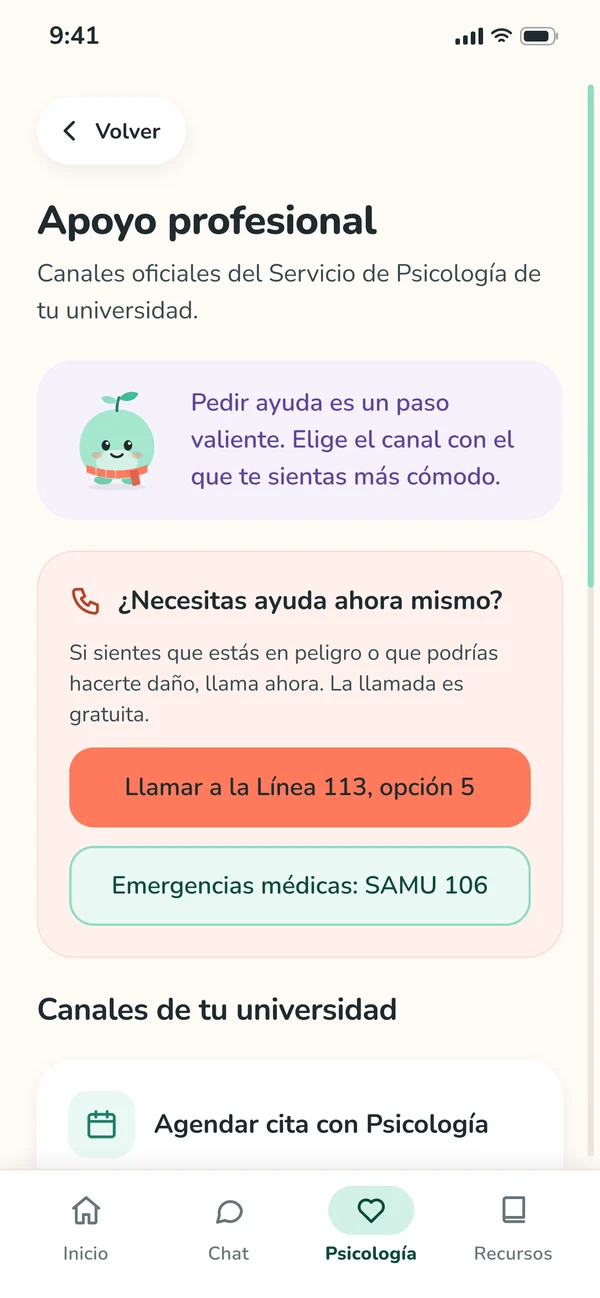 9:41
Volver
Apoyo profesional
Canales oficiales del Servicio de Psicología de
tu universidad.
Pedir ayuda es un paso
valiente. Elige el canal con el
que te sientas más cómodo.
¿Necesitas ayuda ahora mismo?
Si sientes que estás en peligro o que podrías
hacerte daño, llama ahora. La llamada es
gratuita.
Llamar a la Línea 113, opción 5
Emergencias médicas: SAMU 106
Canales de tu universidad
Agendar cita con Psicología
Inicio
Chat
Psicología
Recursos